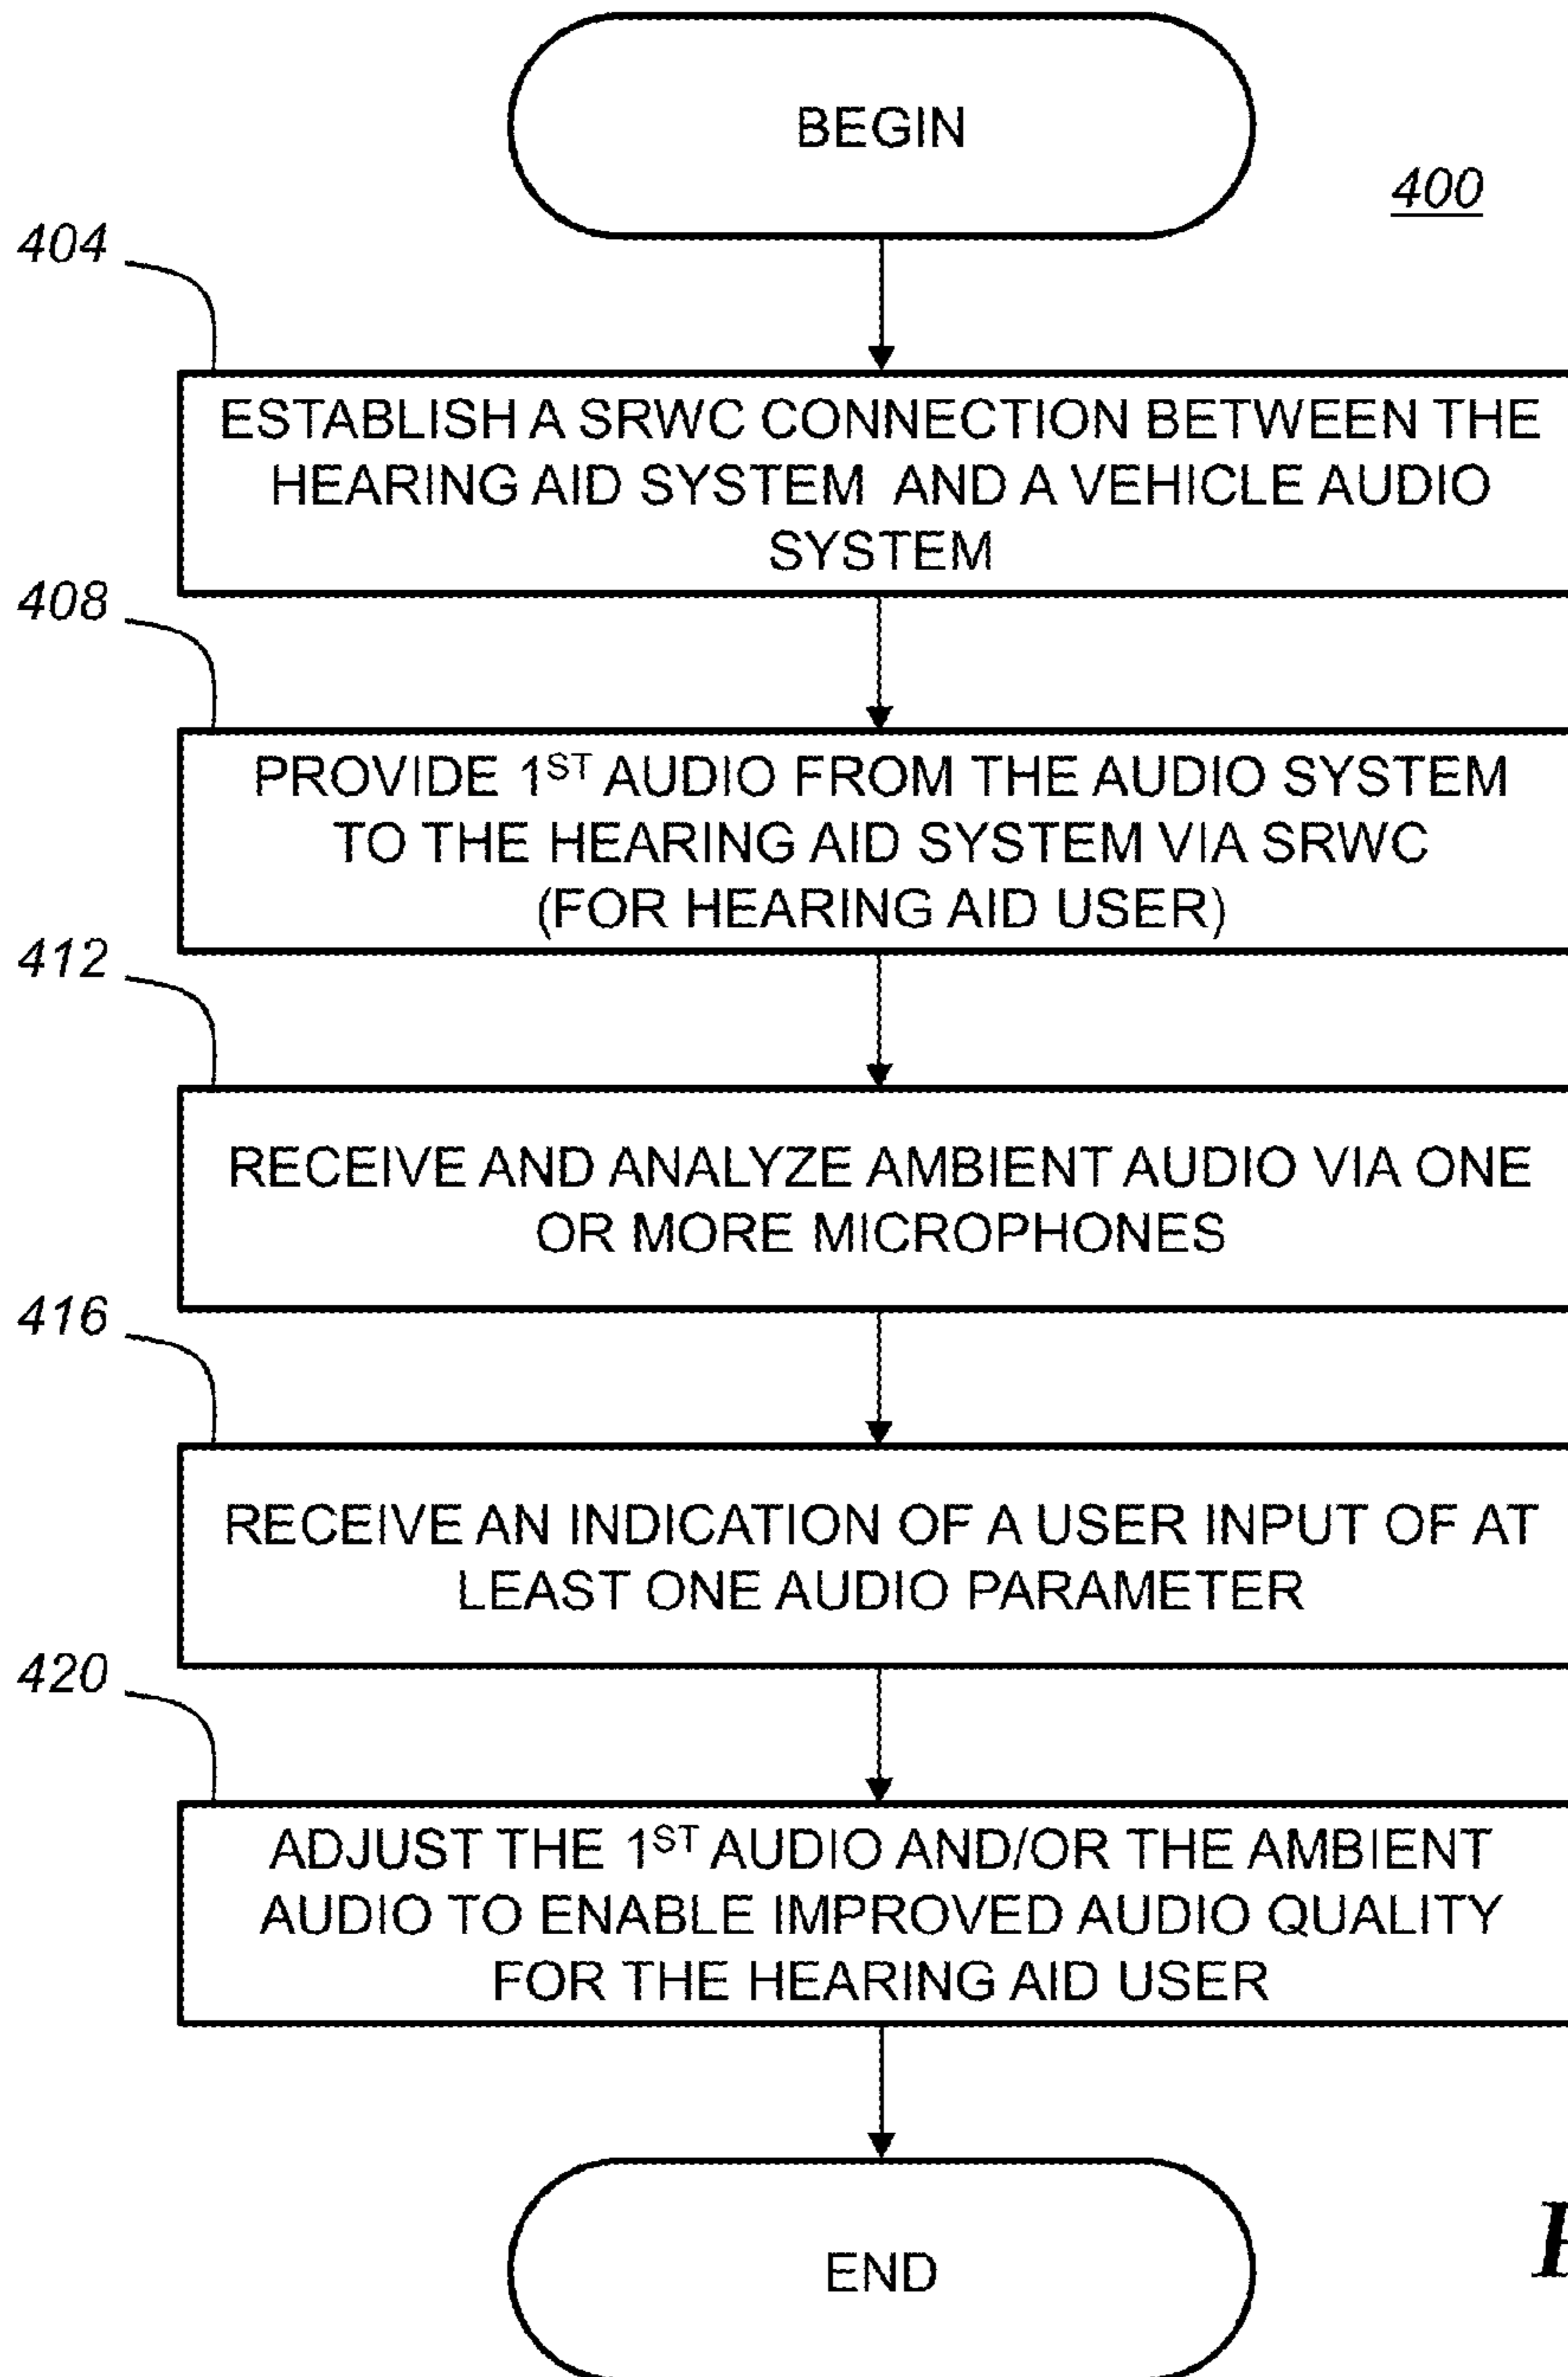 BEGIN
400
404
ESTABLISH A SRWC CONNECTION BETWEEN THE
HEARING AID SYSTEM AND A VEHICLE AUDIO
SYSTEM
408
PROVIDE 1ST AUDIO FROM THE AUDIO SYSTEM
TO THE HEARING AID SYSTEM VIA SRWC
(FOR HEARING AID USER)
412
RECEIVE AND ANALYZE AMBIENT AUDIO VIA ONE
OR MORE MICROPHONES
416
RECEIVE AN INDICATION OF A USER INPUT OF AT
LEAST ONE AUDIO PARAMETER
420
ADJUST THE 1ST AUDIO AND/OR THE AMBIENT
AUDIO TO ENABLE IMPROVED AUDIO QUALITY
FOR THE HEARING AID USER
END